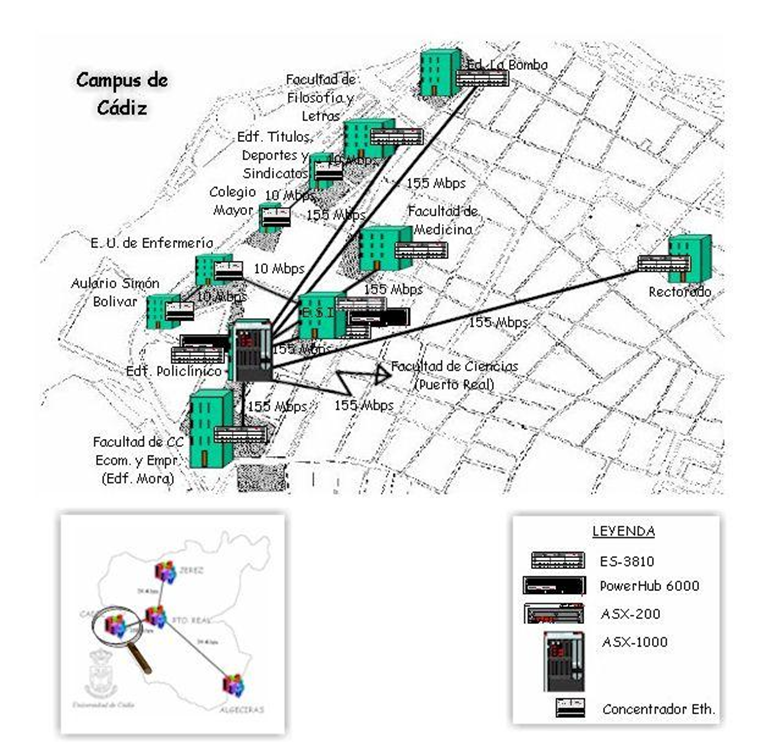 Campus de
Cádiz
Ed. La Bomba
Facultad de
Filosofía y
Letras
Edf. Títulos,
Deportes y
Sindicatos
10 Mbps
Colegio
Mayor
10 Mbps
155 Mbps
155 Mbps
Facultad de
Medicina
E. U. de Enfermería
10 Mbps
Aulario Simón
Bolivar
10 Mbps
155 Mbps
Rectorado
E.S.I.
155 Mbps
155 Mbps
Edf. Policlínico
Facultad de Ciencias
(Puerto Real)
155 Mbps
155 Mbps
Facultad de CC
Ecom. y Empr.
(Edf. Mora)
LEYENDA
ES-3810
PowerHub 6000
ASX-200
ASX-1000
Concentrador Eth.
JEREZ
PTO. REAL
ALGECIRAS
Universidad de Cádiz